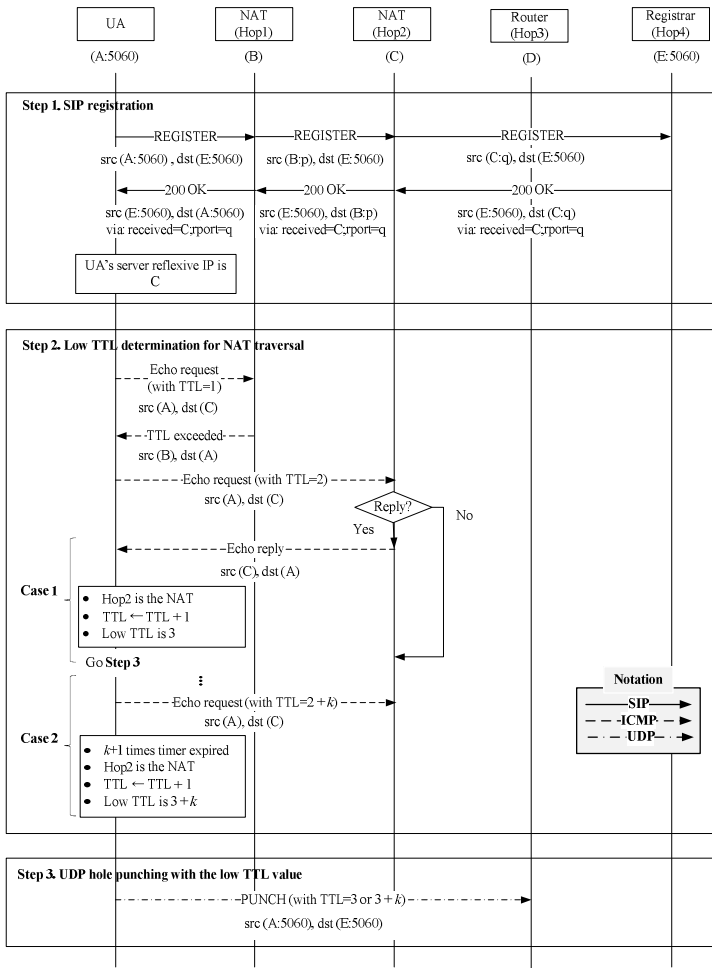 UA
NAT
(Hop1)
NAT
(Hop2)
Router
(Hop3)
Registrar
(Hop4)
(A:5060)
(B)
(C)
(D)
(E:5060)
Step 1. SIP registration
REGISTER
REGISTER
REGISTER
src (A:5060) , dst (E:5060)
src (B:p), dst (E:5060)
src (C:q), dst (E:5060)
200 OK
200 OK
200 OK
src (E:5060), dst (A:5060)
via: received=C;rport=q
src (E:5060), dst (B:p)
via: received=C;rport=q
src (E:5060), dst (C:q)
via: received=C;rport=q
UA's server reflexive IP is
C
Step 2. Low TTL determination for NAT traversal
Echo request
(with TTL=1)
src (A), dst (C)
TTL exceeded
src (B), dst (A)
Echo request (with TTL=2)
src (A), dst (C)
Reply?
Yes
No
Echo reply
src (C), dst (A)
Case 1
• Hop2 is the NAT
• TTL ← TTL + 1
• Low TTL is 3
Go Step 3
⋮
Echo request (with TTL=2 + k)
src (A), dst (C)
Case 2
• k+1 times timer expired
• Hop2 is the NAT
• TTL ← TTL + 1
• Low TTL is 3 + k
Notation
SIP
ICMP
UDP
Step 3. UDP hole punching with the low TTL value
PUNCH (with TTL=3 or 3 + k)
src (A:5060), dst (E:5060)